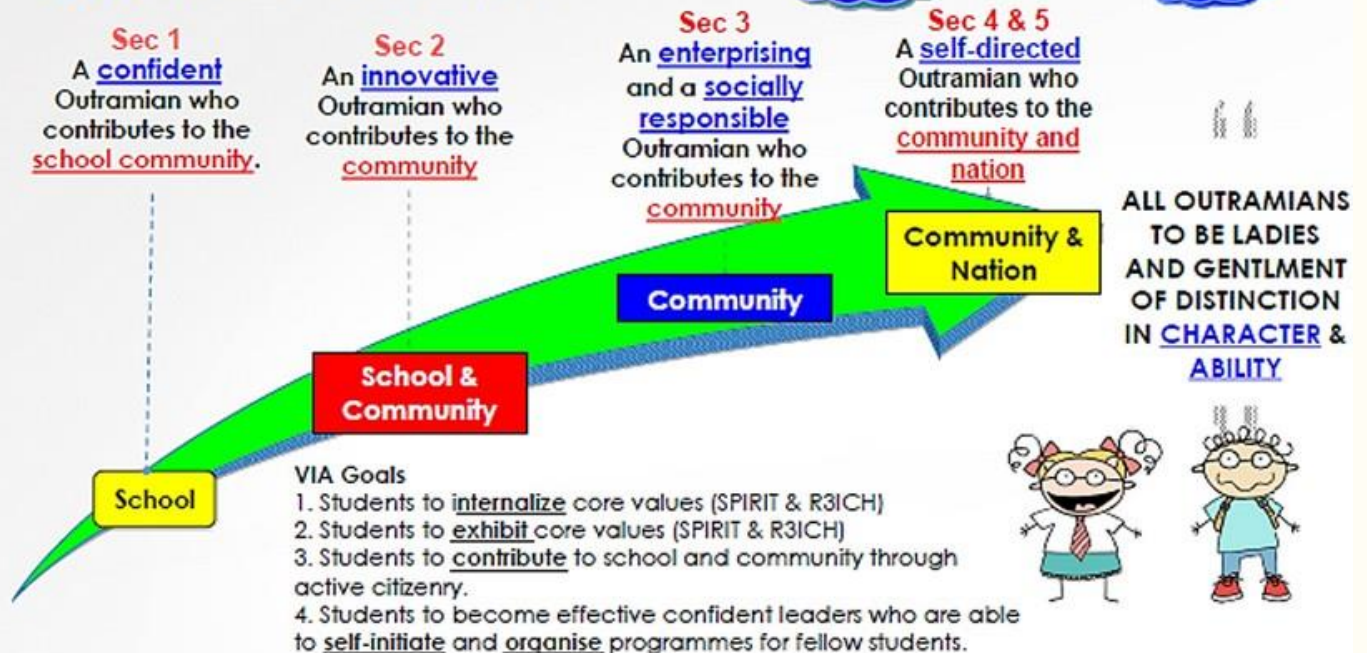 Sec 1
A confident
Outramian who
contributes to the
school community.
Sec 2
An innovative
Outramian who
contributes to the
community
Sec 3
An enterprising
and a socially
responsible
Outramian who
contributes to the
community
Sec 4 & 5
A self-directed
Outramian who
contributes to the
community and
nation
School
School &
Community
Community
Community &
Nation
“
ALL OUTRAMIANS
TO BE LADIES
AND GENTLMENT
OF DISTINCTION
IN CHARACTER &
ABILITY
”
VIA Goals
1. Students to internalize core values (SPIRIT & R3ICH)
2. Students to exhibit core values (SPIRIT & R3ICH)
3. Students to contribute to school and community through
active citizenry.
4. Students to become effective confident leaders who are able
to self-initiate and organise programmes for fellow students.